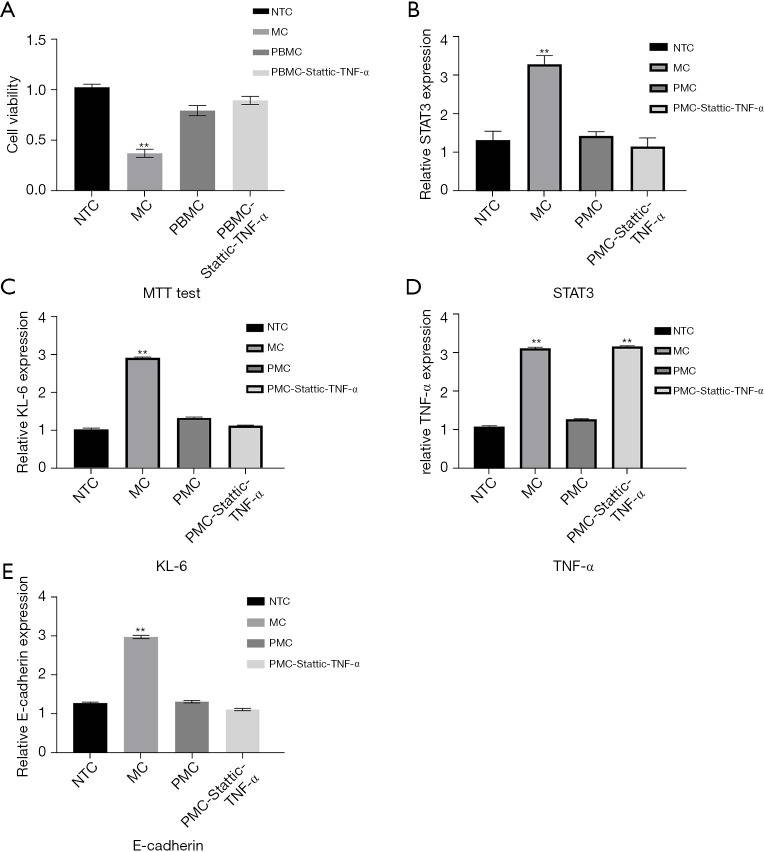 A
NTC
MC
PBMC
PBMC-Stattic-TNF-α
Cell viability
1.5
1.0
0.5
0.0
**
NTC
MC
PBMC
PBMC-
Stattic-TNF-α
MTT test
B
NTC
MC
PMC
PMC-Stattic-TNF-α
Relative STAT3 expression
4
3
2
1
0
**
NTC
MC
PMC
PMC-Stattic-
TNF-α
STAT3
C
NTC
MC
PMC
PMC-Stattic-TNF-α
Relative KL-6 expression
4
3
2
1
0
**
NTC
MC
PMC
PMC-Stattic-
TNF-α
KL-6
D
NTC
MC
PMC
PMC-Stattic-TNF-α
relative TNF-α expression
4
3
2
1
0
**
**
NTC
MC
PMC
PMC-Stattic-
TNF-α
TNF-α
E
NTC
MC
PMC
PMC-Stattic-TNF-α
Relative E-cadherin expression
4
3
2
1
0
**
NTC
MC
PMC
PMC-Stattic-
TNF-α
E-cadherin